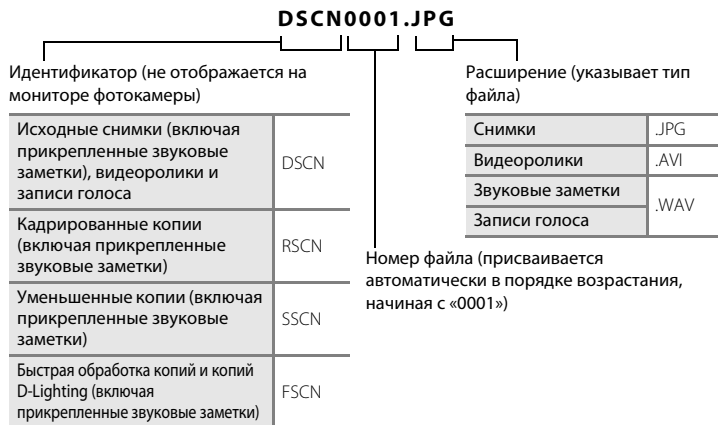 DSCN0001.JPG
Идентификатор (не отображается на
мониторе фотокамеры)
Исходные снимки (включая
прикрепленные звуковые
заметки), видеоролики и
записи голоса
DSCN
Кадрированные копии
(включая прикрепленные
звуковые заметки)
RSCN
Уменьшенные копии (включая
прикрепленные звуковые
заметки)
SSCN
Быстрая обработка копий и копий
D-Lighting (включая
прикрепленные звуковые заметки)
FSCN
Расширение (указывает тип
файла)
Снимки
.JPG
Видеоролики
.AVI
Звуковые заметки
Записи голоса
.WAV
Номер файла (присваивается
автоматически в порядке возрастания,
начиная с «0001»)